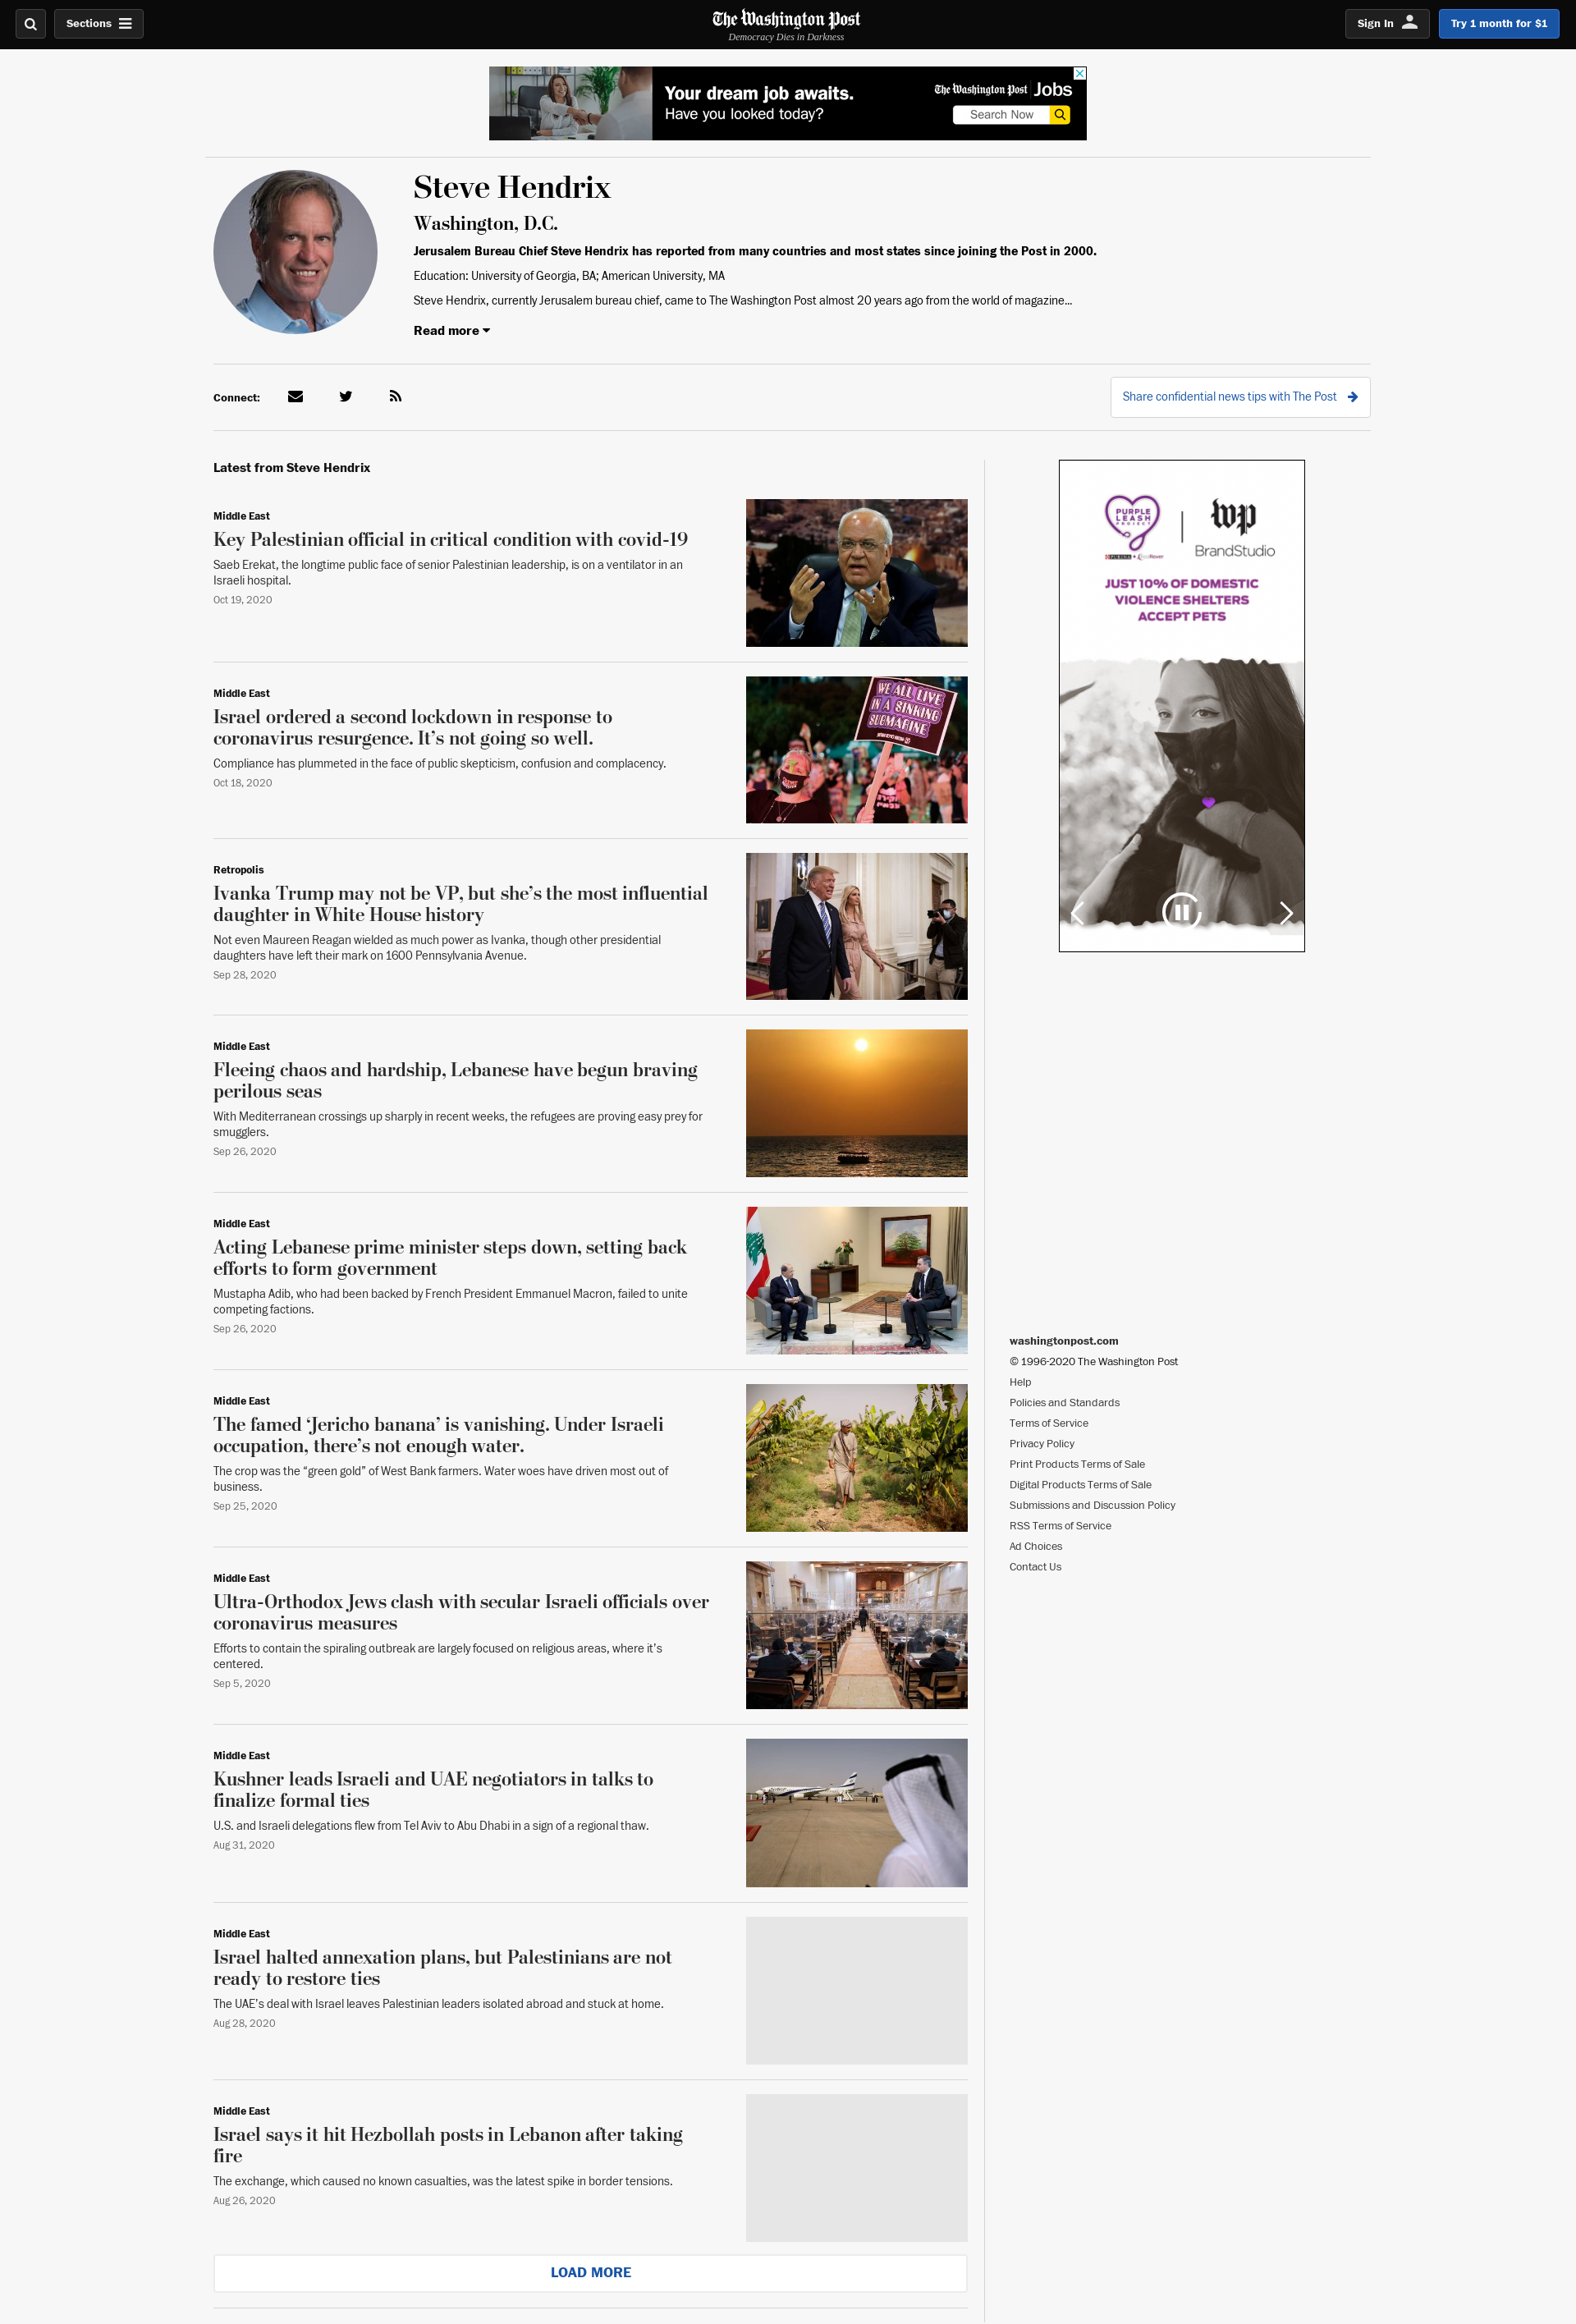 Sections
The Washington Post
Democracy Dies in Darkness
Sign In
Try 1 month for $1
Your dream job awaits.
Have you looked today?
The Washington Post Jobs
Search Now
Steve Hendrix
Washington, D.C.
Jerusalem Bureau Chief Steve Hendrix has reported from many countries and most states since joining the Post in 2000.
Education: University of Georgia, BA; American University, MA
Steve Hendrix, currently Jerusalem bureau chief, came to The Washington Post almost 20 years ago from the world of magazine...
Read more
Connect:
Share confidential news tips with The Post
Latest from Steve Hendrix
Middle East
Key Palestinian official in critical condition with covid-19
Saeb Erekat, the longtime public face of senior Palestinian leadership, is on a ventilator in an
Israeli hospital.
Oct 19, 2020
Middle East
Israel ordered a second lockdown in response to
coronavirus resurgence. It’s not going so well.
Compliance has plummeted in the face of public skepticism, confusion and complacency.
Oct 18, 2020
WE ALL LIVE
IN A SINKING
SUBMARINE
Retropolis
Ivanka Trump may not be VP, but she’s the most influential
daughter in White House history
Not even Maureen Reagan wielded as much power as Ivanka, though other presidential
daughters have left their mark on 1600 Pennsylvania Avenue.
Sep 28, 2020
Middle East
Fleeing chaos and hardship, Lebanese have begun braving
perilous seas
With Mediterranean crossings up sharply in recent weeks, the refugees are proving easy prey for
smugglers.
Sep 26, 2020
Middle East
Acting Lebanese prime minister steps down, setting back
efforts to form government
Mustapha Adib, who had been backed by French President Emmanuel Macron, failed to unite
competing factions.
Sep 26, 2020
Middle East
The famed ‘Jericho banana’ is vanishing. Under Israeli
occupation, there’s not enough water.
The crop was the “green gold” of West Bank farmers. Water woes have driven most out of
business.
Sep 25, 2020
Middle East
Ultra-Orthodox Jews clash with secular Israeli officials over
coronavirus measures
Efforts to contain the spiraling outbreak are largely focused on religious areas, where it’s
centered.
Sep 5, 2020
Middle East
Kushner leads Israeli and UAE negotiators in talks to
finalize formal ties
U.S. and Israeli delegations flew from Tel Aviv to Abu Dhabi in a sign of a regional thaw.
Aug 31, 2020
Middle East
Israel halted annexation plans, but Palestinians are not
ready to restore ties
The UAE’s deal with Israel leaves Palestinian leaders isolated abroad and stuck at home.
Aug 28, 2020
Middle East
Israel says it hit Hezbollah posts in Lebanon after taking
fire
The exchange, which caused no known casualties, was the latest spike in border tensions.
Aug 26, 2020
LOAD MORE
PURPLE
LEASH
PROJECT
PURINA
wp
BrandStudio
JUST 10% OF DOMESTIC
VIOLENCE SHELTERS
ACCEPT PETS
washingtonpost.com
© 1996-2020 The Washington Post
Help
Policies and Standards
Terms of Service
Privacy Policy
Print Products Terms of Sale
Digital Products Terms of Sale
Submissions and Discussion Policy
RSS Terms of Service
Ad Choices
Contact Us